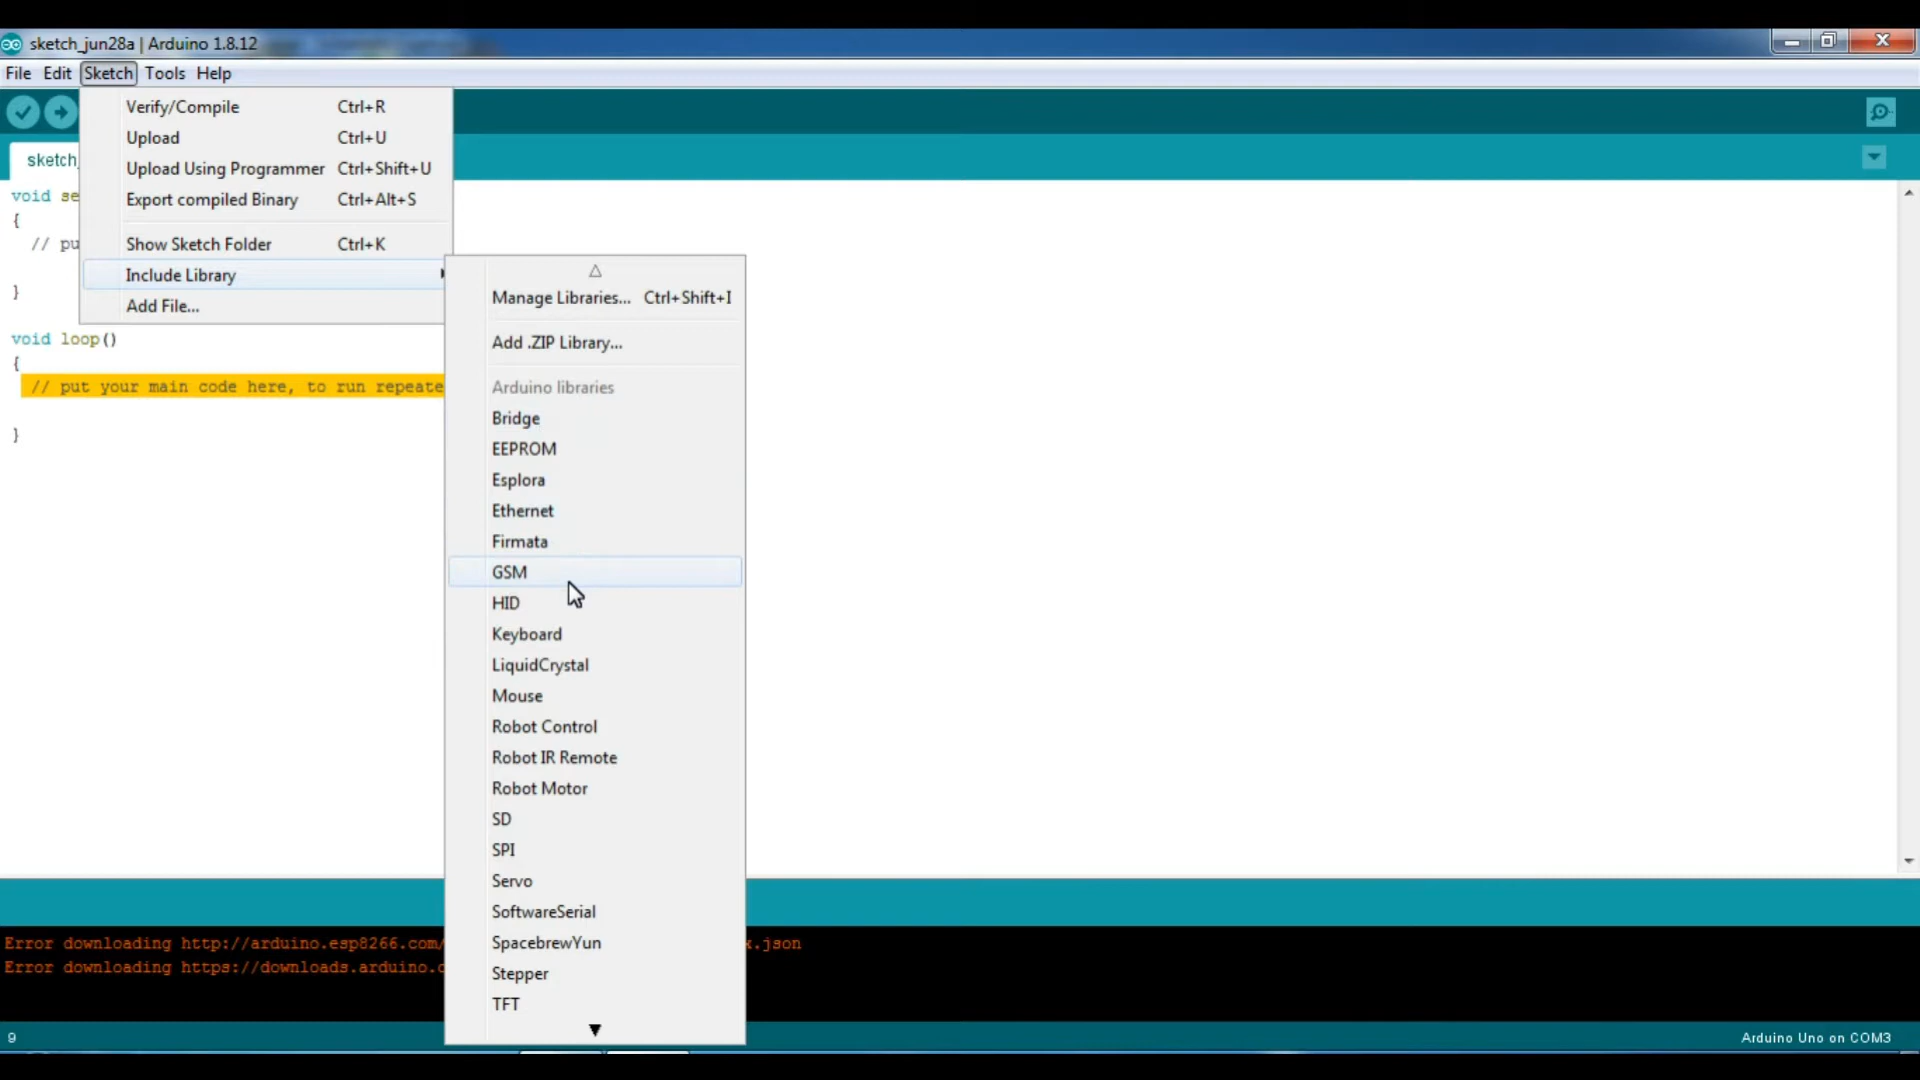 sketch_jun28a | Arduino 1.8.12
File Edit Sketch Tools Help
Verify/Compile Ctrl+R
Upload Ctrl+U
Upload Using Programmer Ctrl+Shift+U
Export compiled Binary Ctrl+Alt+S
Show Sketch Folder Ctrl+K
Include Library
Add File...
sketch_
void se
{
// pu
}
void loop()
{
// put your main code here, to run repeate
}
Manage Libraries... Ctrl+Shift+I
Add .ZIP Library...
Arduino libraries
Bridge
EEPROM
Esplora
Ethernet
Firmata
GSM
HID
Keyboard
LiquidCrystal
Mouse
Robot Control
Robot IR Remote
Robot Motor
SD
SPI
Servo
SoftwareSerial
SpacebrewYun
Stepper
TFT
Error downloading http://arduino.esp8266.com/ x.json
Error downloading https://downloads.arduino.c
9
Arduino Uno on COM3